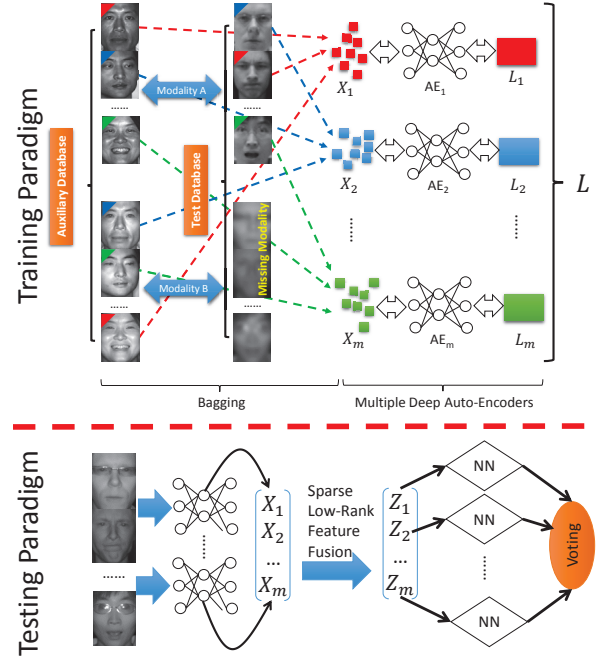 Training Paradigm
Auxiliary Database
Modality A
......
Test Database
......
Missing Modality
Modality B
......
......
X₁
AE₁
L₁
X₂
AE₂
L₂
......
......
L
Xₘ
AEₘ
Lₘ
Bagging
Multiple Deep Auto-Encoders
Testing Paradigm
......
......
X₁
X₂
...
Xₘ
Sparse
Low-Rank
Feature
Fusion
Z₁
Z₂
...
Zₘ
NN
NN
......
NN
Voting